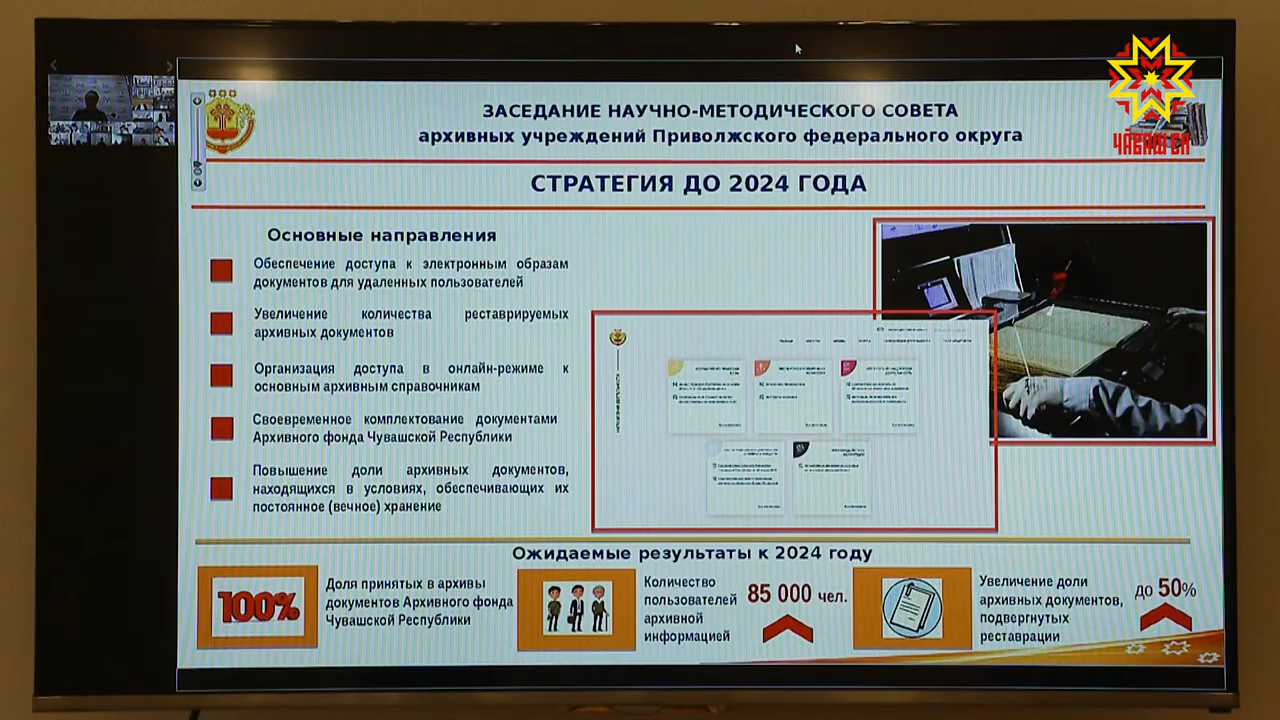 ЗАСЕДАНИЕ НАУЧНО-МЕТОДИЧЕСКОГО СОВЕТА
архивных учреждений Приволжского федерального округа
ЧӐВАШ ЕН
СТРАТЕГИЯ ДО 2024 ГОДА
Основные направления
Обеспечение доступа к электронным образам
документов для удаленных пользователей
Увеличение количества реставрируемых
архивных документов
Организация доступа в онлайн-режиме к
основным архивным справочникам
Своевременное комплектование документами
Архивного фонда Чувашской Республики
Повышение доли архивных документов,
находящихся в условиях, обеспечивающих их
постоянное (вечное) хранение
Ожидаемые результаты к 2024 году
100%
Доля принятых в архивы
документов Архивного фонда
Чувашской Республики
Количество
пользователей
архивной
информацией
85 000 чел.
Увеличение доли
архивных документов,
подвергнутых
реставрации
до 50%